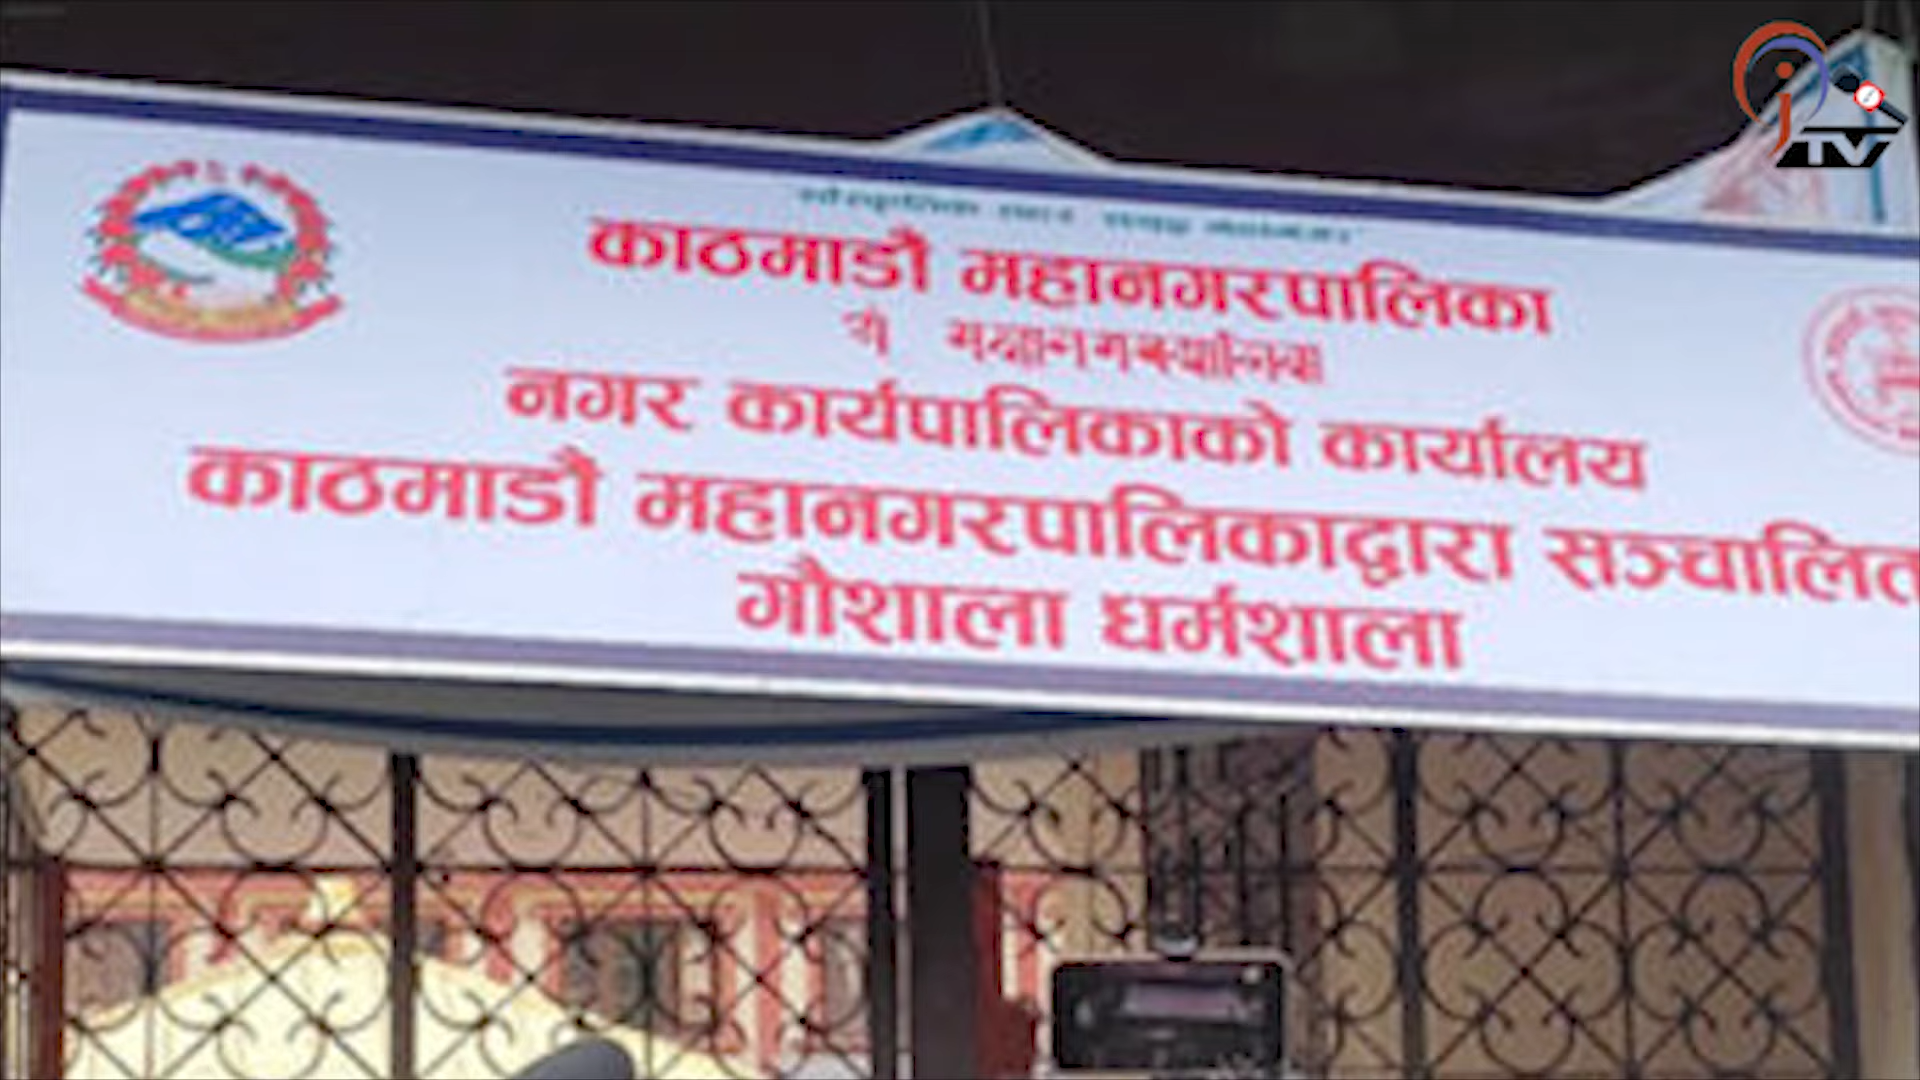 काठमाडौं महानगरपालिका
नगर कार्यपालिकाको कार्यालय
काठमाडौं महानगरपालिकाद्वारा सञ्चालित
गौशाला धर्मशाला
TV